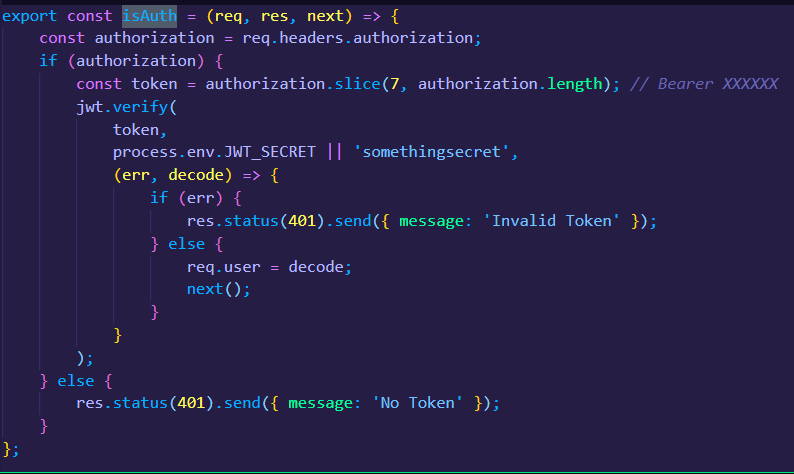 export const isAuth = (req, res, next) => {
    const authorization = req.headers.authorization;
    if (authorization) {
        const token = authorization.slice(7, authorization.length); // Bearer XXXXXX
        jwt.verify(
            token,
            process.env.JWT_SECRET || 'somethingsecret',
            (err, decode) => {
                if (err) {
                    res.status(401).send({ message: 'Invalid Token' });
                } else {
                    req.user = decode;
                    next();
                }
            }
        );
    } else {
        res.status(401).send({ message: 'No Token' });
    }
};